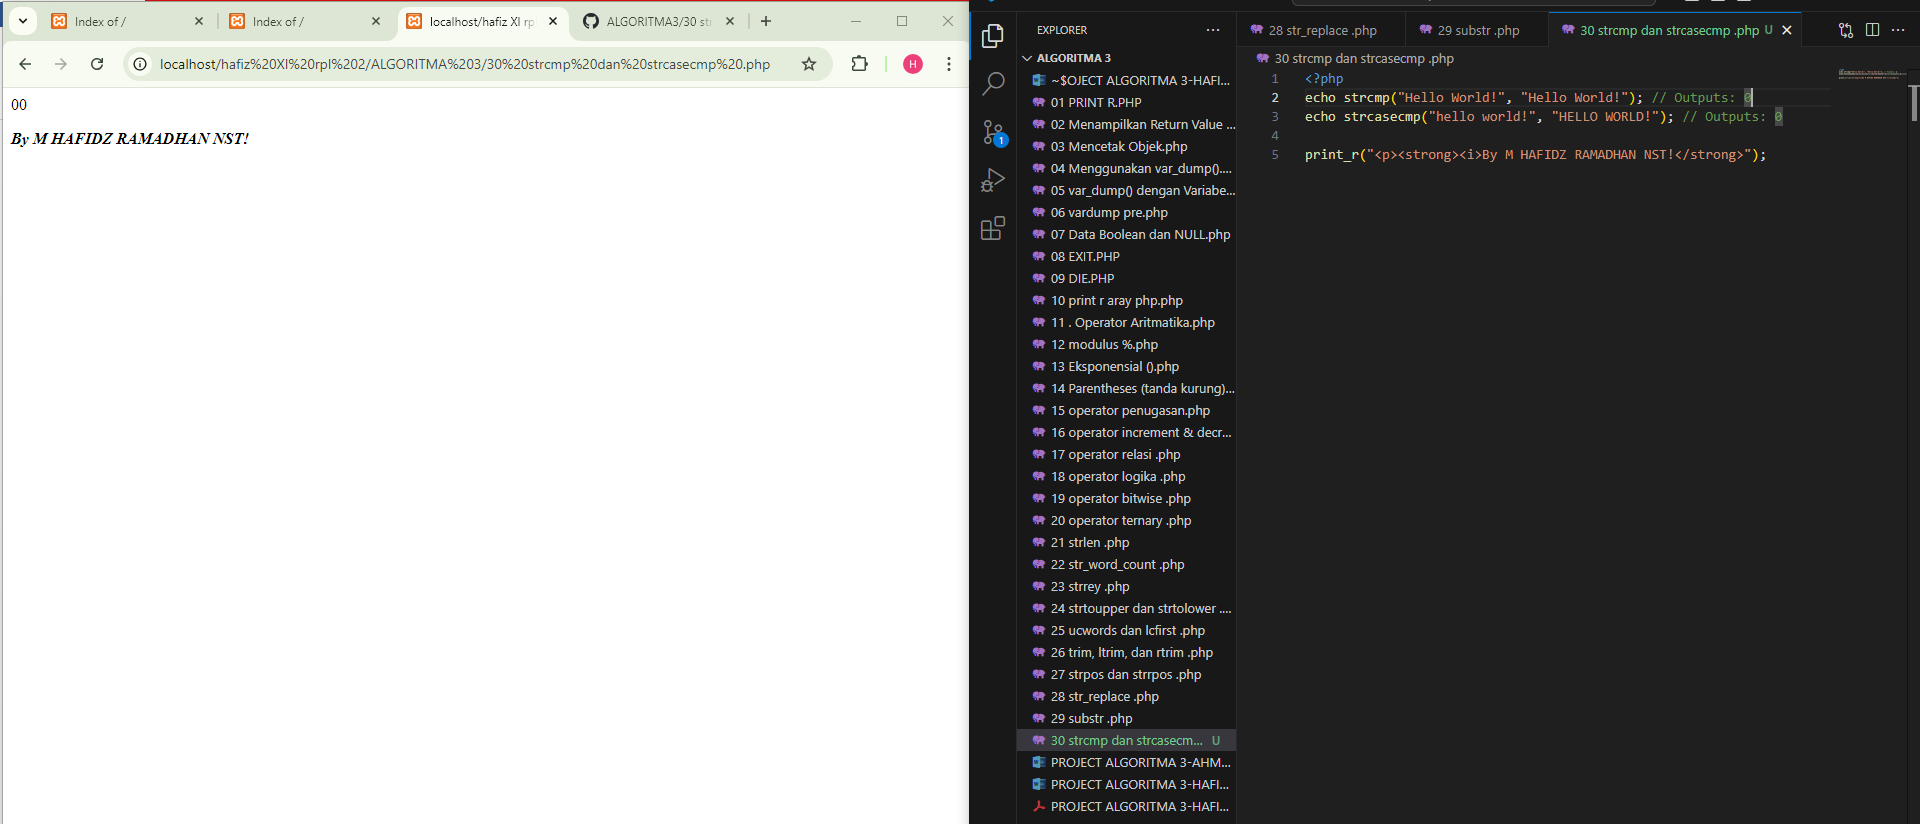 Index of /
Index of /
localhost/hafiz XI rpl
ALGORITMA3/30 str
localhost/hafiz%20XI%20rpl%202/ALGORITMA%203/30%20strcmp%20dan%20strcasecmp%20.php
H
00
By M HAFIDZ RAMADHAN NST!
1
EXPLORER
ALGORITMA 3
~$OJECT ALGORITMA 3-HAFI...
01 PRINT R.PHP
02 Menampilkan Return Value ...
03 Mencetak Objek.php
04 Menggunakan var_dump()....
05 var_dump() dengan Variabe...
06 vardump pre.php
07 Data Boolean dan NULL.php
08 EXIT.PHP
09 DIE.PHP
10 print r aray php.php
11 . Operator Aritmatika.php
12 modulus %.php
13 Eksponensial ().php
14 Parentheses (tanda kurung)...
15 operator penugasan.php
16 operator increment & decr...
17 operator relasi .php
18 operator logika .php
19 operator bitwise .php
20 operator ternary .php
21 strlen .php
22 str_word_count .php
23 strrey .php
24 strtoupper dan strtolower ....
25 ucwords dan lcfirst .php
26 trim, ltrim, dan rtrim .php
27 strpos dan strrpos .php
28 str_replace .php
29 substr .php
30 strcmp dan strcasecm... U
PROJECT ALGORITMA 3-AHM...
PROJECT ALGORITMA 3-HAFI...
PROJECT ALGORITMA 3-HAFI...
28 str_replace .php
29 substr .php
30 strcmp dan strcasecmp .php U
30 strcmp dan strcasecmp .php
1 <?php
2 echo strcmp("Hello World!", "Hello World!"); // Outputs: 0
3 echo strcasecmp("hello world!", "HELLO WORLD!"); // Outputs: 0
4
5 print_r("<p><strong><i>By M HAFIDZ RAMADHAN NST!</strong>");